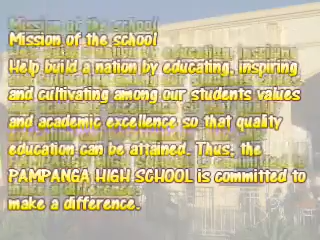 Mission of the school
Help build a nation by educating, inspiring
and cultivating among our students values
and academic excellence so that quality
education can be attained. Thus, the
PAMPANGA HIGH SCHOOL is committed to
make a difference.